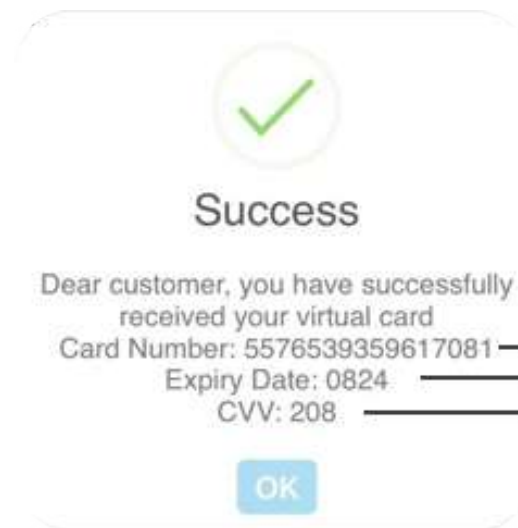 Success
Dear customer, you have successfully
received your virtual card
Card Number: 5576539359617081
Expiry Date: 0824
CVV: 208
OK